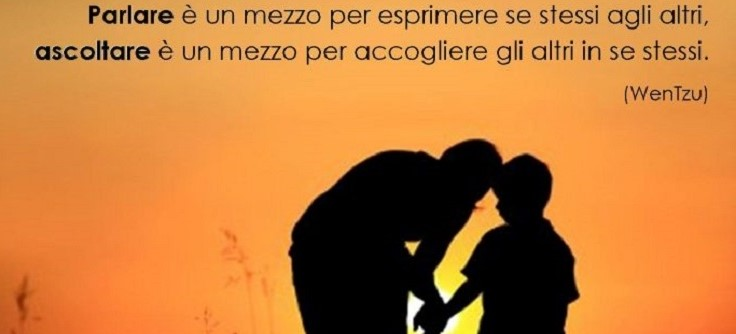 Parlare è un mezzo per esprimere se stessi agli altri,
ascoltare è un mezzo per accogliere gli altri in se stessi.
(WenTzu)